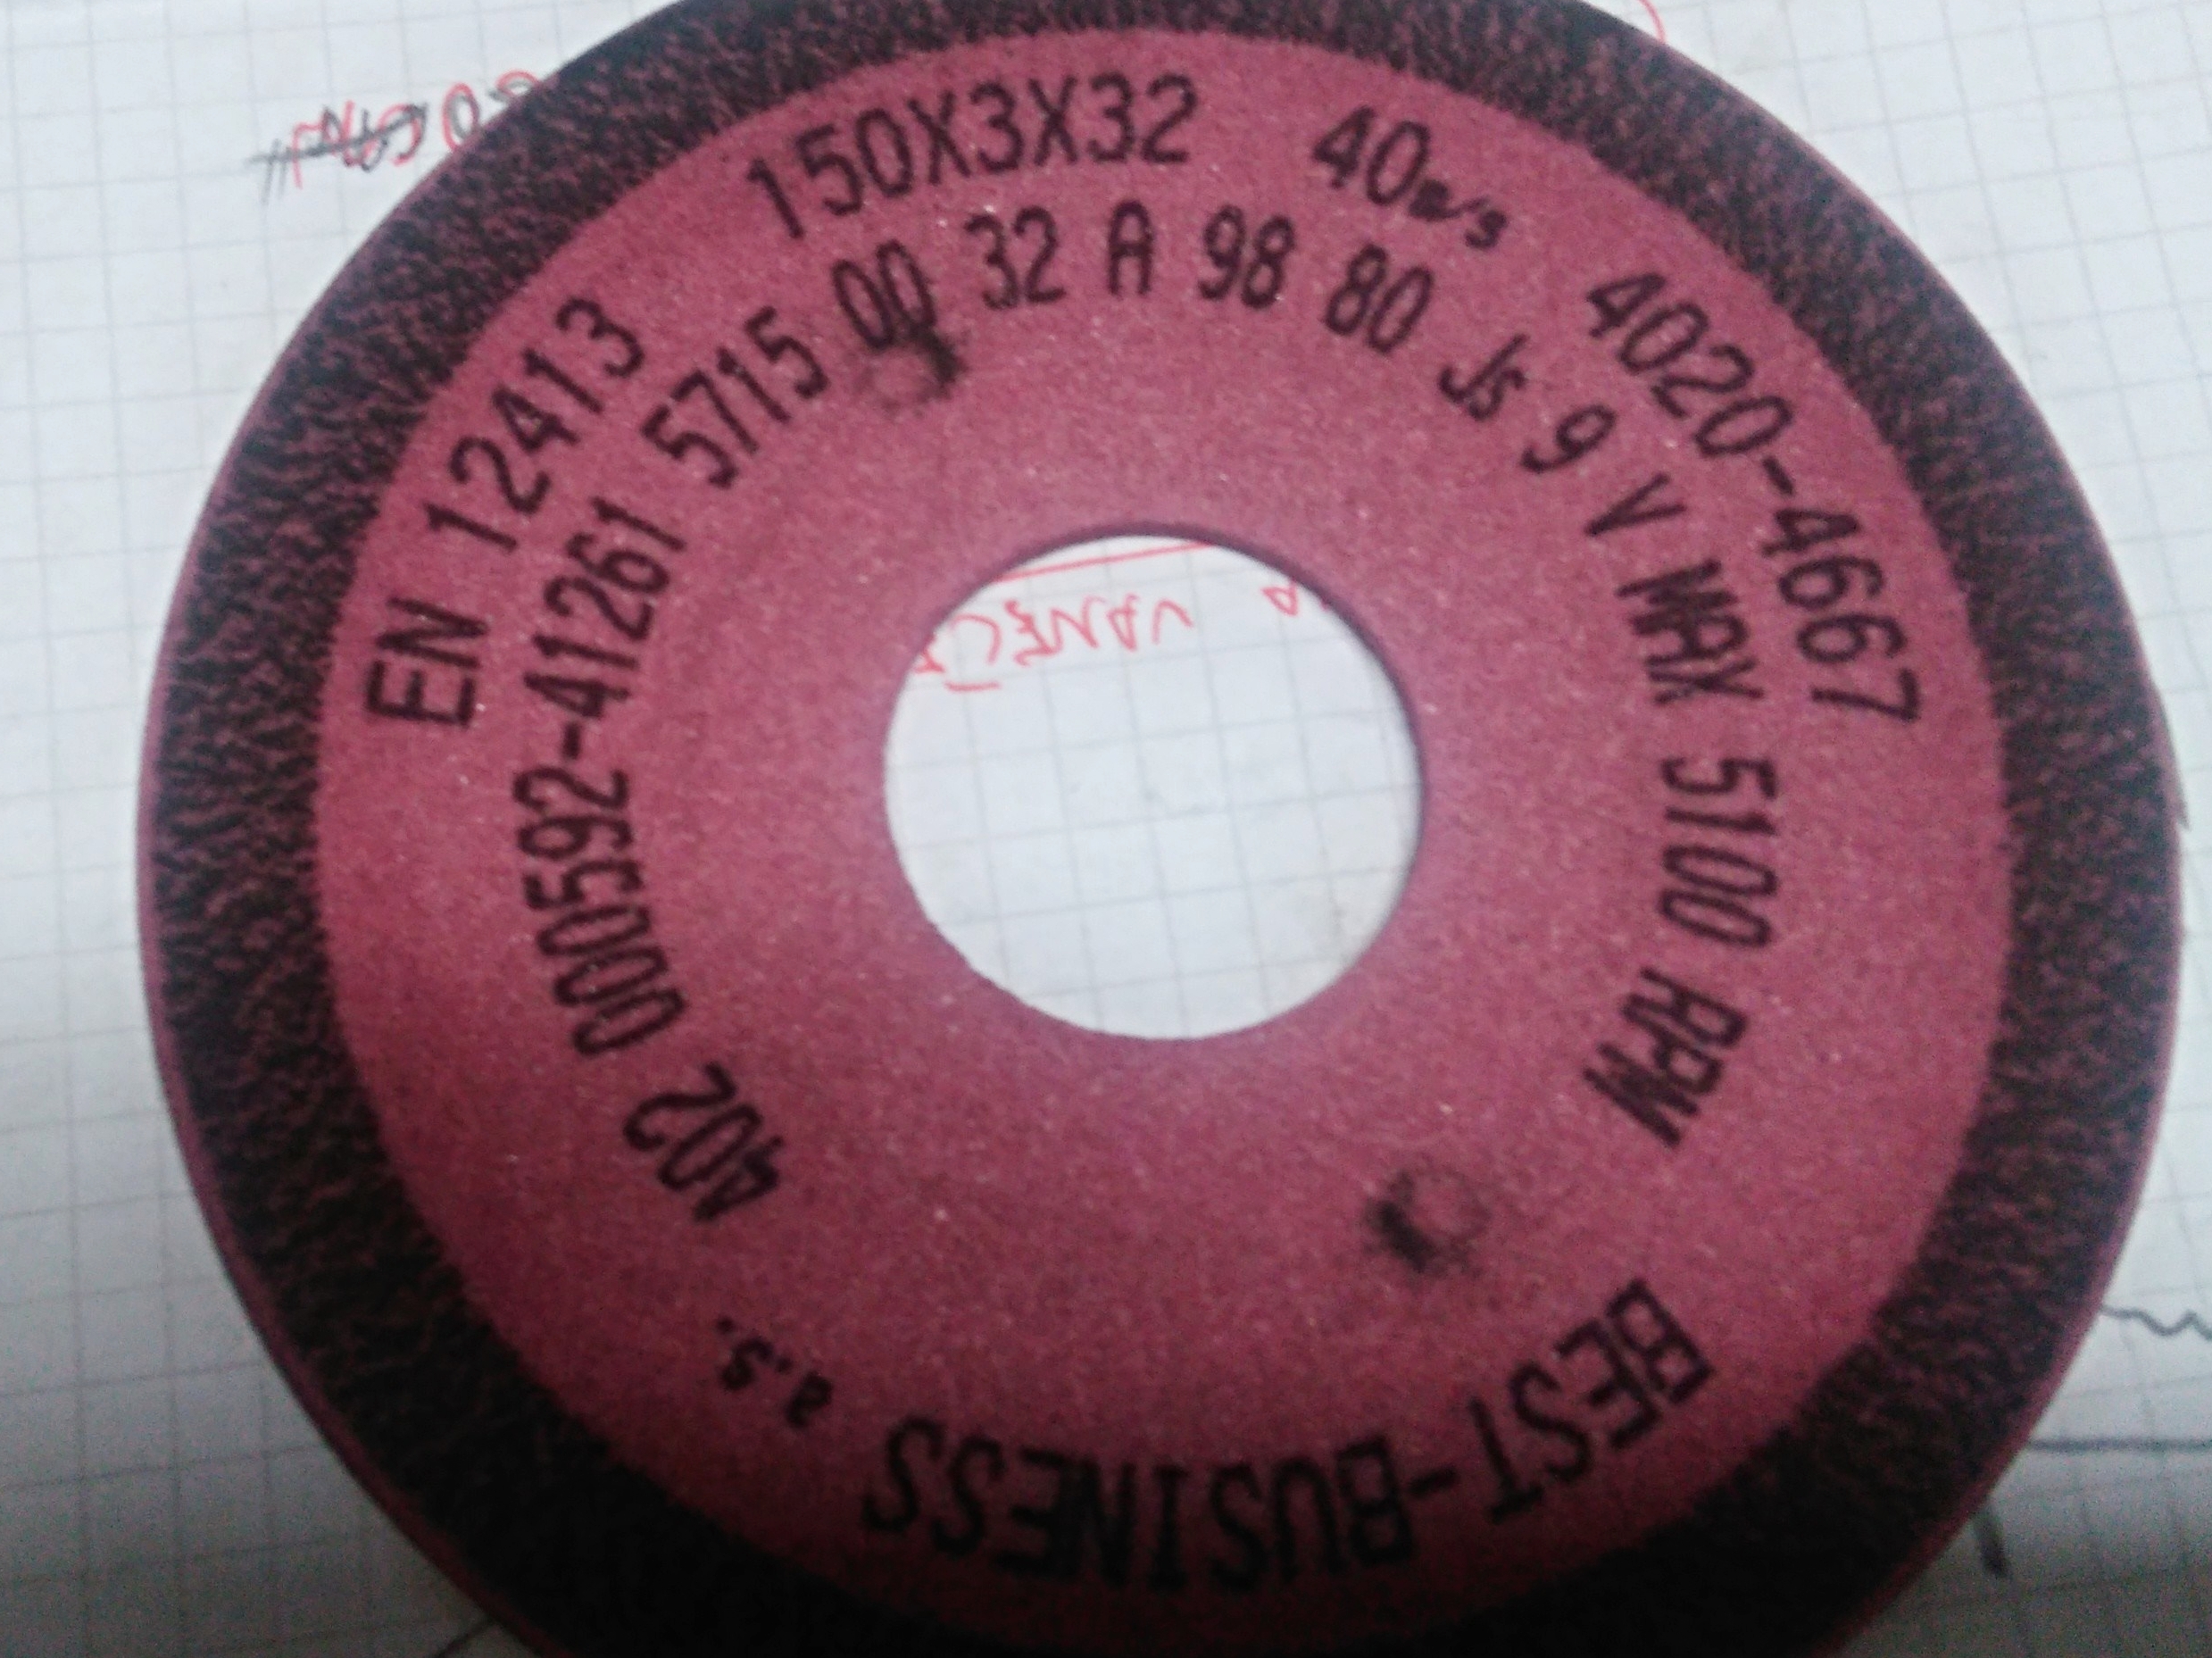 EN 12413 150X3X32 40m/s 4020-4667
402 000592-41261 5715 00 32 A 98 80 Js 9 V MAX 5100 RPM
BEST-BUSINESS a.s.